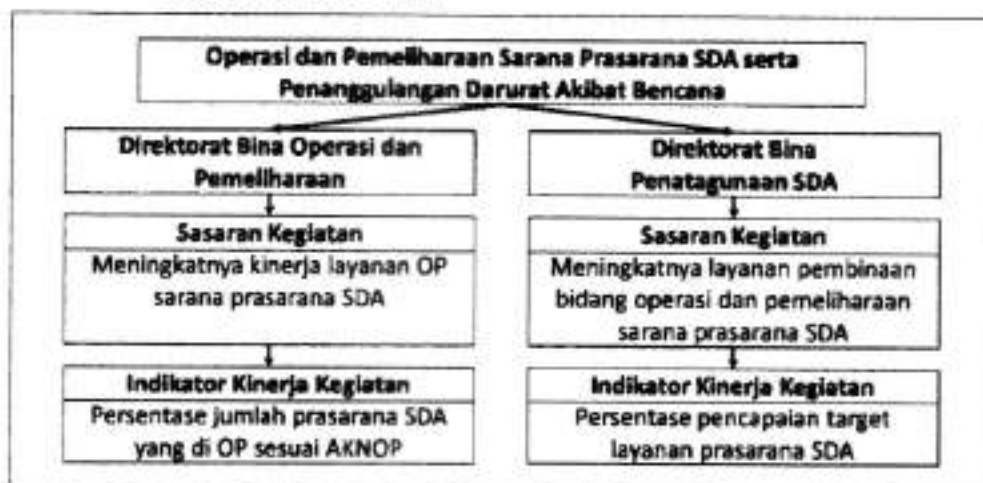 Operasi dan Pemeliharaan Sarana Prasarana SDA serta
Penanggulangan Darurat Akibat Bencana
Direktorat Bina Operasi dan
Pemeliharaan
Sasaran Kegiatan
Meningkatnya kinerja layanan OP
sarana prasarana SDA
Indikator Kinerja Kegiatan
Persentase jumlah prasarana SDA
yang di OP sesuai AKNOP
Direktorat Bina
Penatagunaan SDA
Sasaran Kegiatan
Meningkatnya layanan pembinaan
bidang operasi dan pemeliharaan
sarana prasarana SDA
Indikator Kinerja Kegiatan
Persentase pencapaian target
layanan prasarana SDA